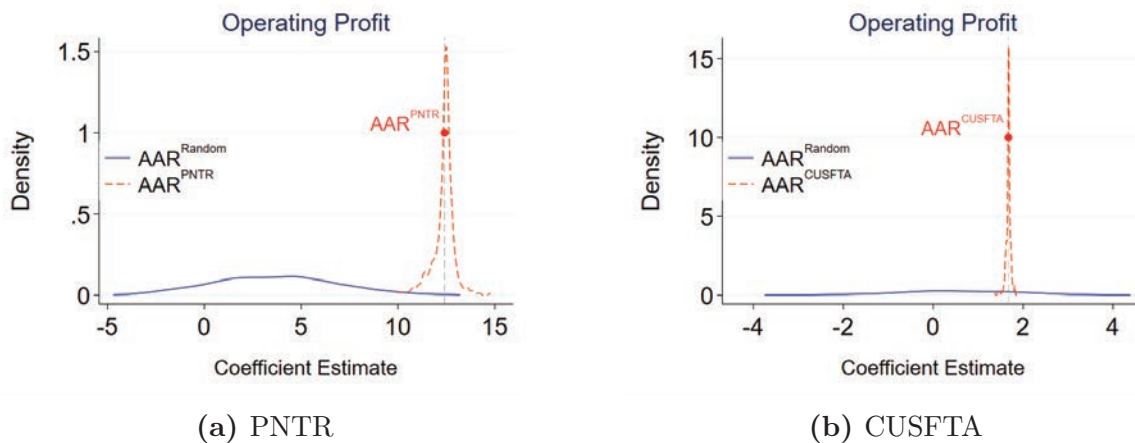 Operating Profit
1.5
1
.5
0
Density
AAR^PNTR
AAR^Random
AAR^PNTR
-5 0 5 10 15
Coefficient Estimate
(a) PNTR
Operating Profit
15
10
5
0
Density
AAR^CUSFTA
AAR^Random
AAR^CUSFTA
-4 -2 0 2 4
Coefficient Estimate
(b) CUSFTA